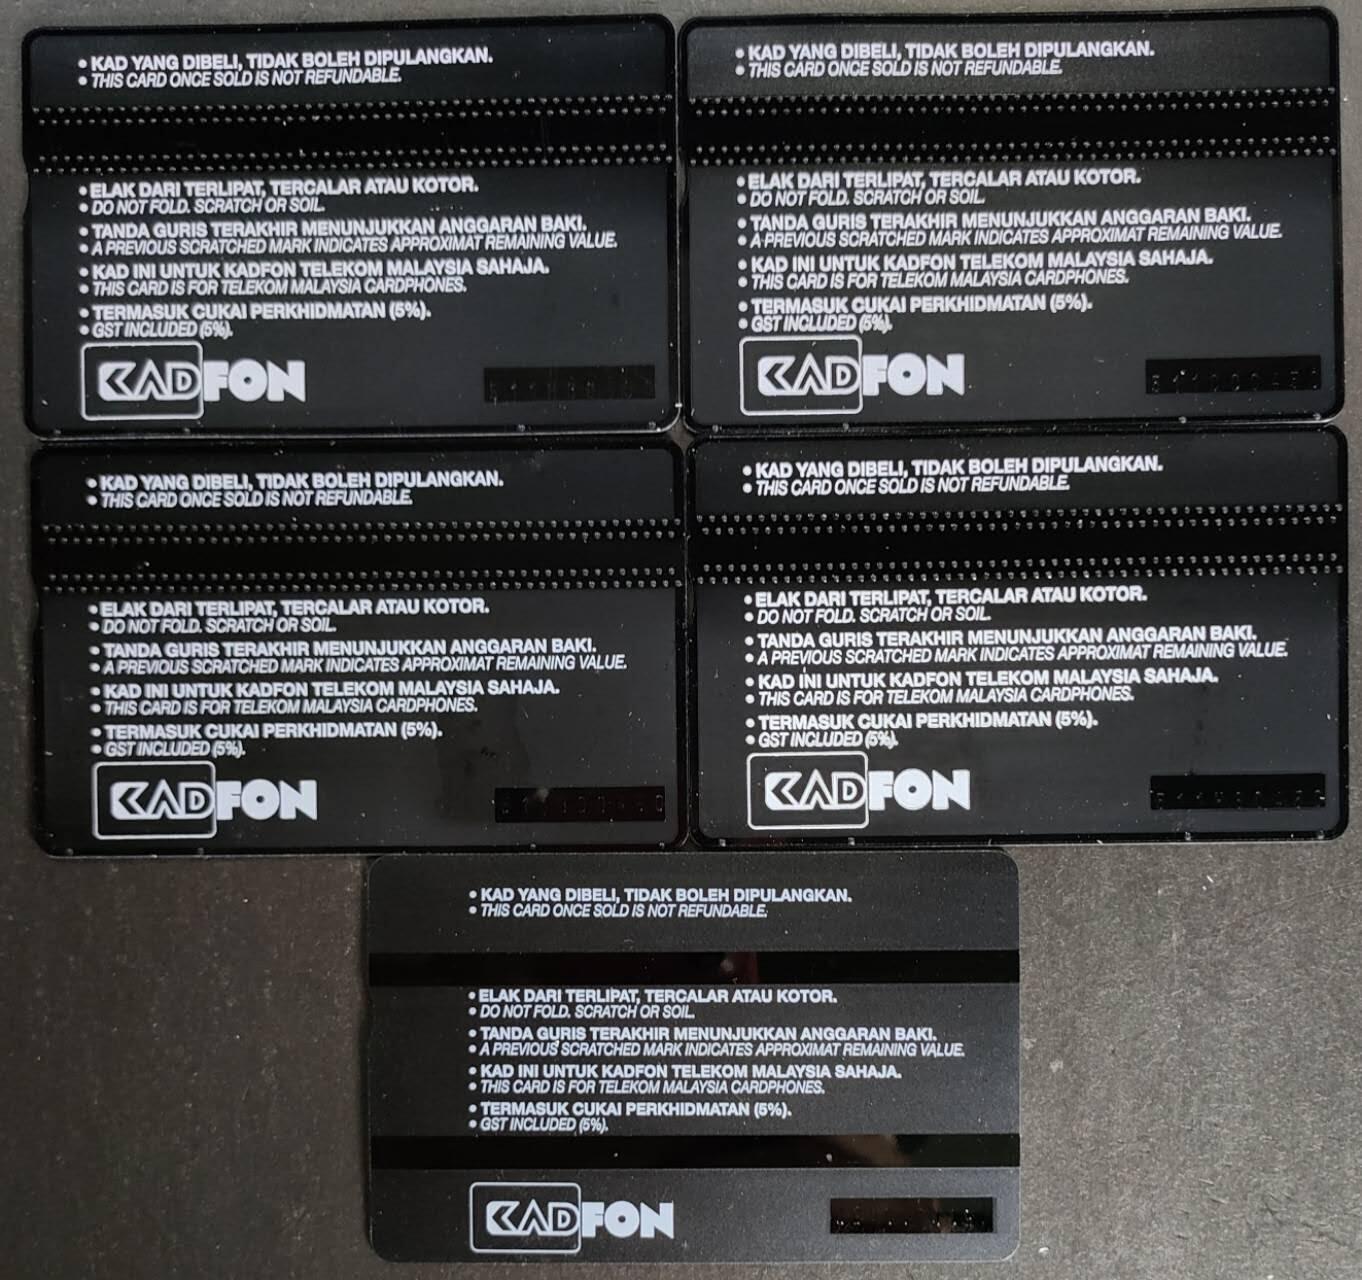 • KAD YANG DIBELI, TIDAK BOLEH DIPULANGKAN.
• THIS CARD ONCE SOLD IS NOT REFUNDABLE.
• ELAK DARI TERLIPAT, TERCALAR ATAU KOTOR.
• DO NOT FOLD. SCRATCH OR SOIL.
• TANDA GURIS TERAKHIR MENUNJUKKAN ANGGARAN BAKI.
• A PREVIOUS SCRATCHED MARK INDICATES APPROXIMAT REMAINING VALUE.
• KAD INI UNTUK KADFON TELEKOM MALAYSIA SAHAJA.
• THIS CARD IS FOR TELEKOM MALAYSIA CARDPHONES.
• TERMASUK CUKAI PERKHIDMATAN (5%).
• GST INCLUDED (5%).
KADFON
• KAD YANG DIBELI, TIDAK BOLEH DIPULANGKAN.
• THIS CARD ONCE SOLD IS NOT REFUNDABLE.
• ELAK DARI TERLIPAT, TERCALAR ATAU KOTOR.
• DO NOT FOLD. SCRATCH OR SOIL.
• TANDA GURIS TERAKHIR MENUNJUKKAN ANGGARAN BAKI.
• A PREVIOUS SCRATCHED MARK INDICATES APPROXIMAT REMAINING VALUE.
• KAD INI UNTUK KADFON TELEKOM MALAYSIA SAHAJA.
• THIS CARD IS FOR TELEKOM MALAYSIA CARDPHONES.
• TERMASUK CUKAI PERKHIDMATAN (5%).
• GST INCLUDED (5%).
KADFON
• KAD YANG DIBELI, TIDAK BOLEH DIPULANGKAN.
• THIS CARD ONCE SOLD IS NOT REFUNDABLE.
• ELAK DARI TERLIPAT, TERCALAR ATAU KOTOR.
• DO NOT FOLD. SCRATCH OR SOIL.
• TANDA GURIS TERAKHIR MENUNJUKKAN ANGGARAN BAKI.
• A PREVIOUS SCRATCHED MARK INDICATES APPROXIMAT REMAINING VALUE.
• KAD INI UNTUK KADFON TELEKOM MALAYSIA SAHAJA.
• THIS CARD IS FOR TELEKOM MALAYSIA CARDPHONES.
• TERMASUK CUKAI PERKHIDMATAN (5%).
• GST INCLUDED (5%).
KADFON
• KAD YANG DIBELI, TIDAK BOLEH DIPULANGKAN.
• THIS CARD ONCE SOLD IS NOT REFUNDABLE.
• ELAK DARI TERLIPAT, TERCALAR ATAU KOTOR.
• DO NOT FOLD. SCRATCH OR SOIL.
• TANDA GURIS TERAKHIR MENUNJUKKAN ANGGARAN BAKI.
• A PREVIOUS SCRATCHED MARK INDICATES APPROXIMAT REMAINING VALUE.
• KAD INI UNTUK KADFON TELEKOM MALAYSIA SAHAJA.
• THIS CARD IS FOR TELEKOM MALAYSIA CARDPHONES.
• TERMASUK CUKAI PERKHIDMATAN (5%).
• GST INCLUDED (5%).
KADFON
• KAD YANG DIBELI, TIDAK BOLEH DIPULANGKAN.
• THIS CARD ONCE SOLD IS NOT REFUNDABLE.
• ELAK DARI TERLIPAT, TERCALAR ATAU KOTOR.
• DO NOT FOLD. SCRATCH OR SOIL.
• TANDA GURIS TERAKHIR MENUNJUKKAN ANGGARAN BAKI.
• A PREVIOUS SCRATCHED MARK INDICATES APPROXIMAT REMAINING VALUE.
• KAD INI UNTUK KADFON TELEKOM MALAYSIA SAHAJA.
• THIS CARD IS FOR TELEKOM MALAYSIA CARDPHONES.
• TERMASUK CUKAI PERKHIDMATAN (5%).
• GST INCLUDED (5%).
KADFON